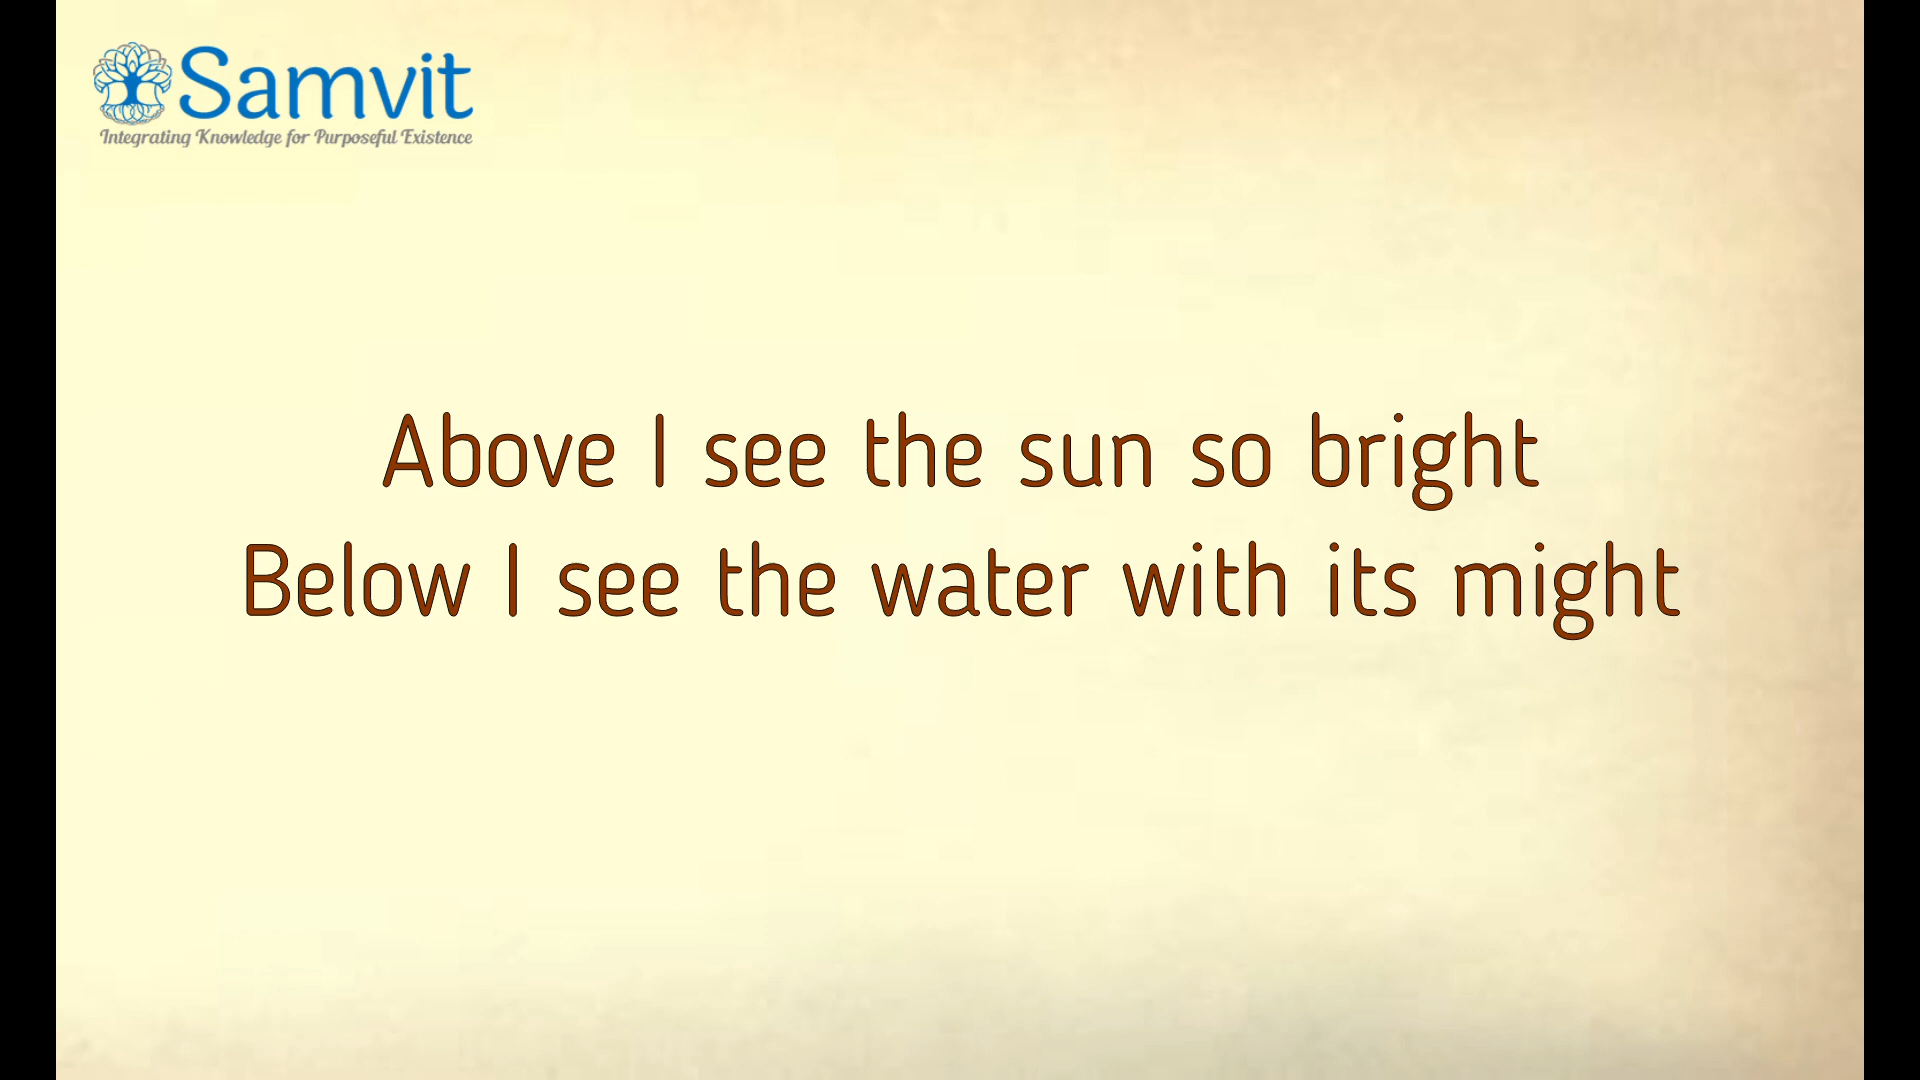 Samvit
Integrating Knowledge for Purposeful Existence
Above I see the sun so bright
Below I see the water with its might